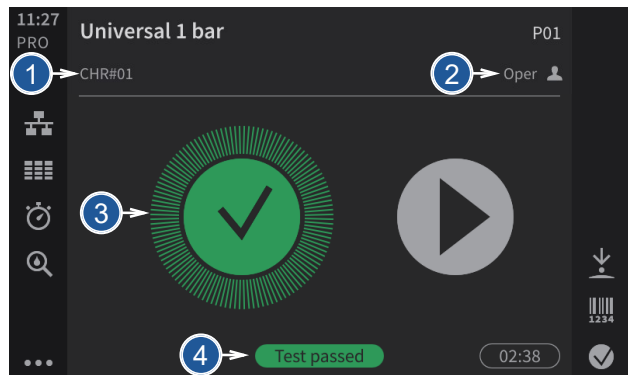 11:27
PRO
Universal 1 bar
P01
1
CHR#01
2
Oper
3
1234
4
Test passed
02:38